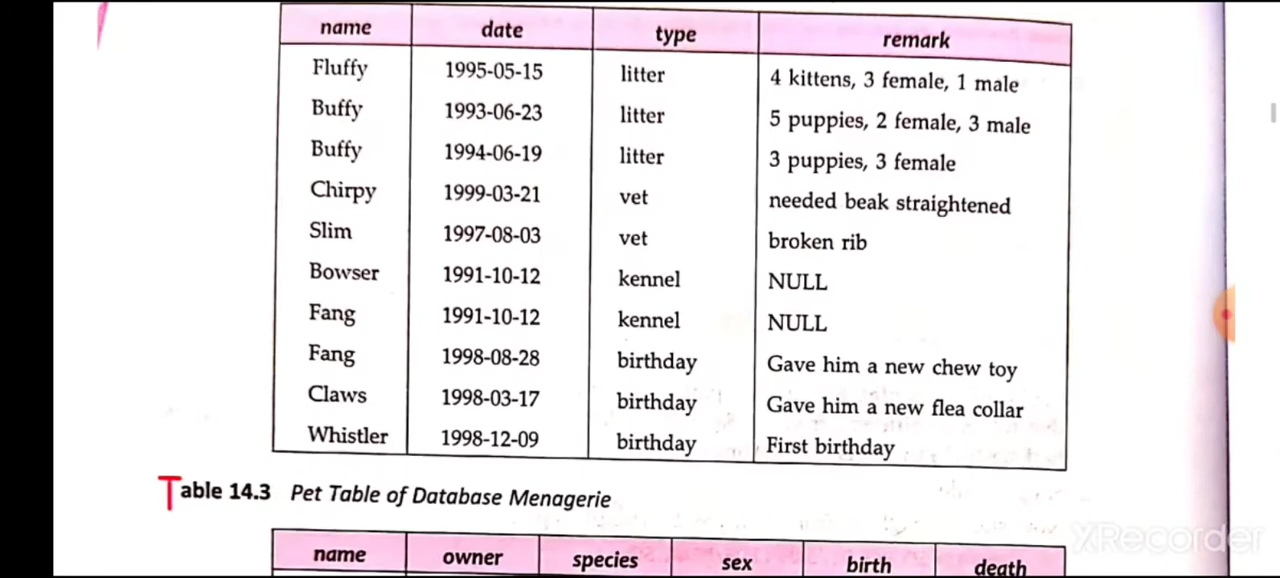 name date type remark
Fluffy 1995-05-15 litter 4 kittens, 3 female, 1 male
Buffy 1993-06-23 litter 5 puppies, 2 female, 3 male
Buffy 1994-06-19 litter 3 puppies, 3 female
Chirpy 1999-03-21 vet needed beak straightened
Slim 1997-08-03 vet broken rib
Bowser 1991-10-12 kennel NULL
Fang 1991-10-12 kennel NULL
Fang 1998-08-28 birthday Gave him a new chew toy
Claws 1998-03-17 birthday Gave him a new flea collar
Whistler 1998-12-09 birthday First birthday
Table 14.3 Pet Table of Database Menagerie
XRecorder
name owner species sex birth death